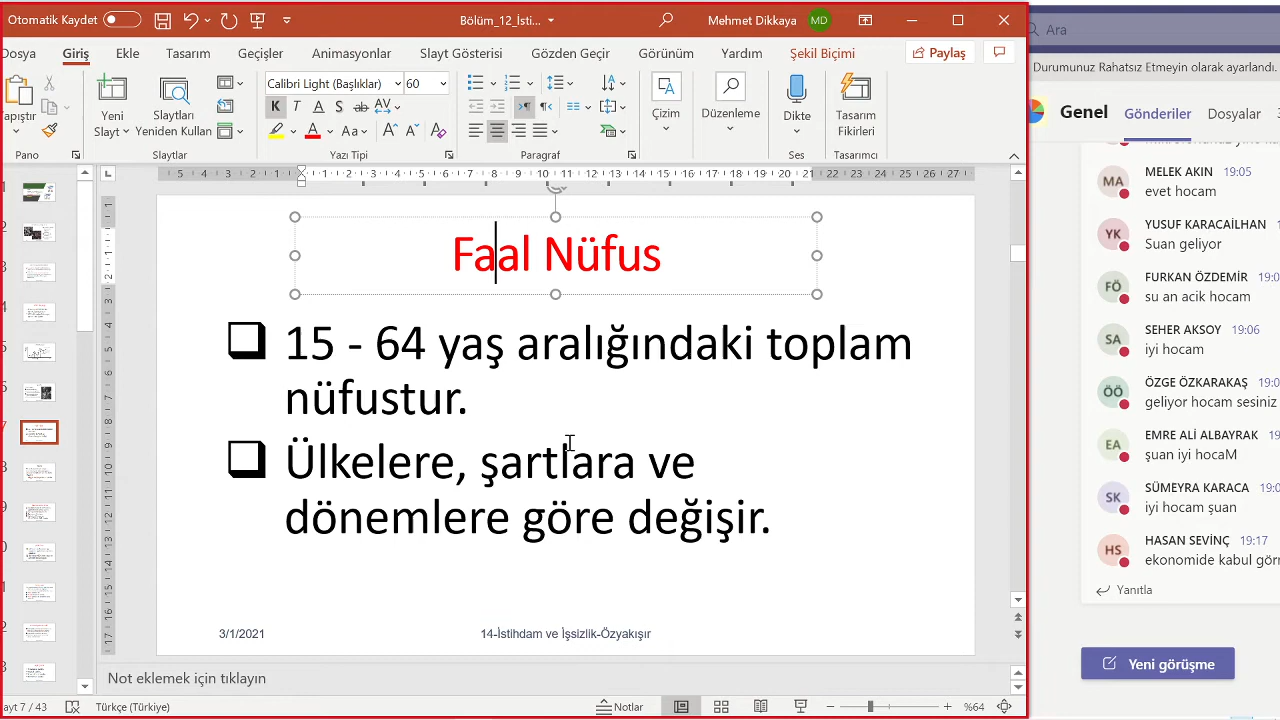 Otomatik Kaydet
Bölüm_12_İsti...
Mehmet Dikkaya
MD
Dosya
Giriş
Ekle
Tasarım
Geçişler
Animasyonlar
Slayt Gösterisi
Gözden Geçir
Görünüm
Yardım
Şekil Biçimi
Paylaş
Yeni
Slayt
Slaytları
Yeniden Kullan
Calibri Light (Başlıklar)
60
Çizim
Düzenleme
Dikte
Tasarım
Fikirleri
Pano
Slaytlar
Yazı Tipi
Paragraf
Ses
Tasarımcı
Faal Nüfus
15 - 64 yaş aralığındaki toplam
nüfustur.
Ülkelere, şartlara ve
dönemlere göre değişir.
3/1/2021
14-İstihdam ve İşsizlik-Özyakışır
Not eklemek için tıklayın
ayt 7 / 43
Türkçe (Türkiye)
Notlar
%64
Ara
Durumunuz Rahatsız Etmeyin olarak ayarlandı.
Genel
Gönderiler
Dosyalar
MA
MELEK AKIN 19:05
evet hocam
YK
YUSUF KARACAİLHAN
Suan geliyor
FÖ
FURKAN ÖZDEMİR
su an acik hocam
SA
SEHER AKSOY 19:06
iyi hocam
ÖÖ
ÖZGE ÖZKARAKAŞ
geliyor hocam sesiniz
EA
EMRE ALİ ALBAYRAK
şuan iyi hocaM
SK
SÜMEYRA KARACA
iyi hocam şuan
HS
HASAN SEVİNÇ 19:17
ekonomide kabul görm
Yanıtla
Yeni görüşme